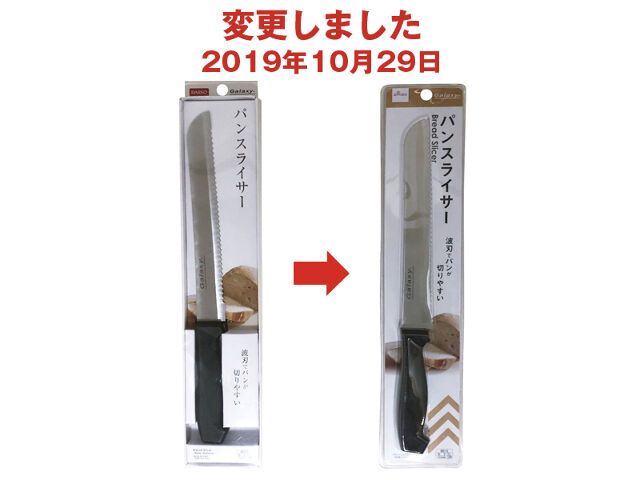 変更しました
2019年10月29日
DAISO
Galaxy
パンスライサー
Galaxy
波刃でパンが
切りやすい
Galaxy
パンスライサー
Bread Slicer
Galaxy
波刃でパンが
切りやすい